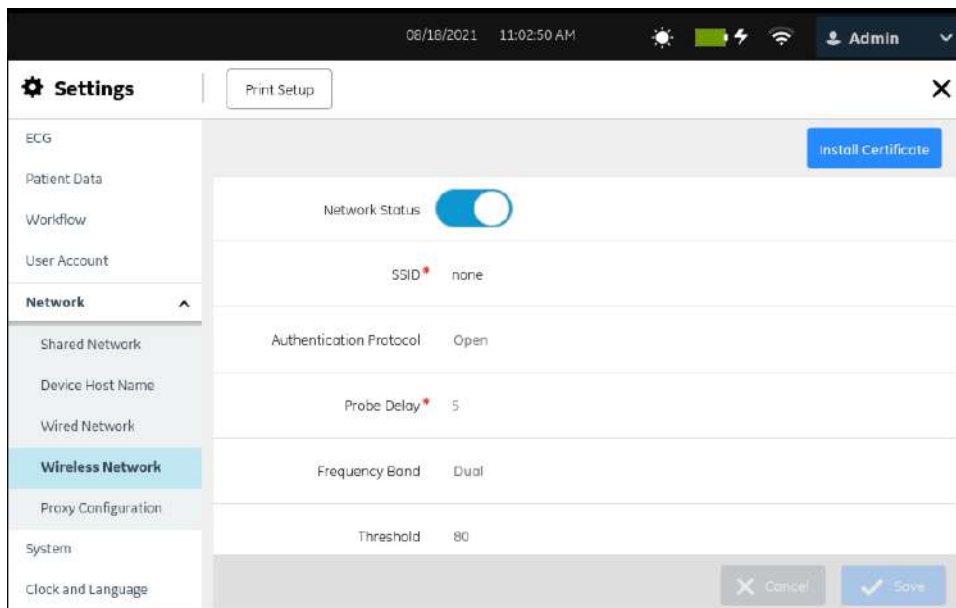 08/18/2021 11:02:50 AM Admin
Settings Print Setup
ECG
Install Certificate
Patient Data
Workflow
Network Status
User Account
SSID* none
Network
Shared Network
Authentication Protocol Open
Device Host Name
Probe Delay* 5
Wired Network
Wireless Network
Frequency Band Dual
Proxy Configuration
Threshold 80
System
Clock and Language
Cancel Save